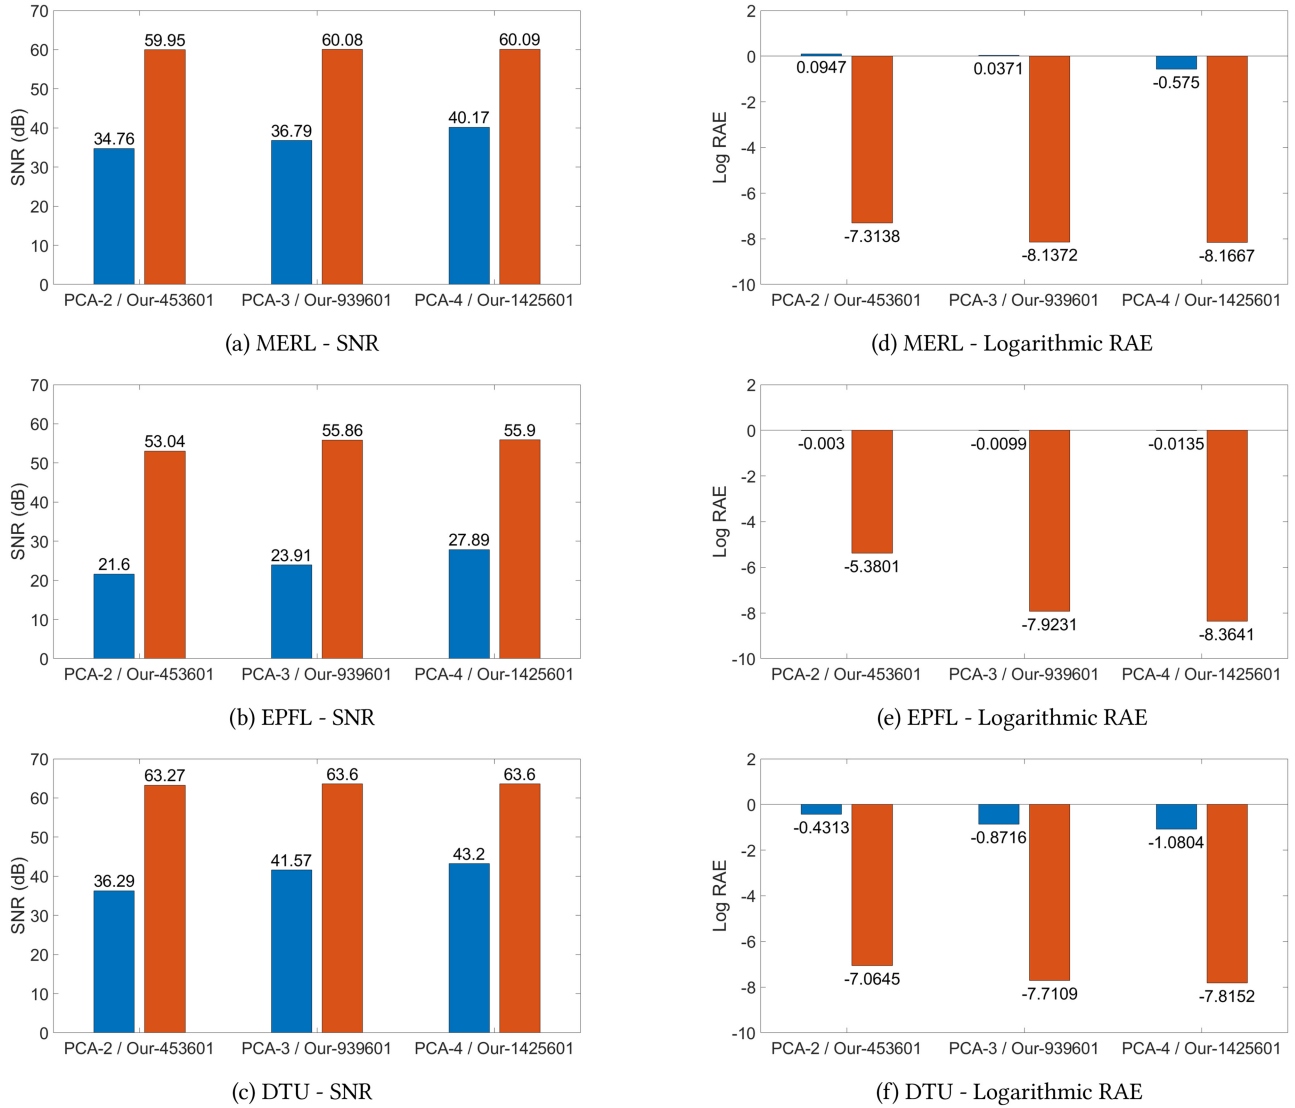 70
60
50
40
30
20
10
0
SNR (dB)
34.76
59.95
36.79
60.08
40.17
60.09
PCA-2 / Our-453601
PCA-3 / Our-939601
PCA-4 / Our-1425601
(a) MERL - SNR
2
0
-2
-4
-6
-8
-10
Log RAE
0.0947
-7.3138
0.0371
-8.1372
-0.575
-8.1667
PCA-2 / Our-453601
PCA-3 / Our-939601
PCA-4 / Our-1425601
(d) MERL - Logarithmic RAE
70
60
50
40
30
20
10
0
SNR (dB)
21.6
53.04
23.91
55.86
27.89
55.9
PCA-2 / Our-453601
PCA-3 / Our-939601
PCA-4 / Our-1425601
(b) EPFL - SNR
2
0
-2
-4
-6
-8
-10
Log RAE
-0.003
-5.3801
-0.0099
-7.9231
-0.0135
-8.3641
PCA-2 / Our-453601
PCA-3 / Our-939601
PCA-4 / Our-1425601
(e) EPFL - Logarithmic RAE
70
60
50
40
30
20
10
0
SNR (dB)
36.29
63.27
41.57
63.6
43.2
63.6
PCA-2 / Our-453601
PCA-3 / Our-939601
PCA-4 / Our-1425601
(c) DTU - SNR
2
0
-2
-4
-6
-8
-10
Log RAE
-0.4313
-7.0645
-0.8716
-7.7109
-1.0804
-7.8152
PCA-2 / Our-453601
PCA-3 / Our-939601
PCA-4 / Our-1425601
(f) DTU - Logarithmic RAE